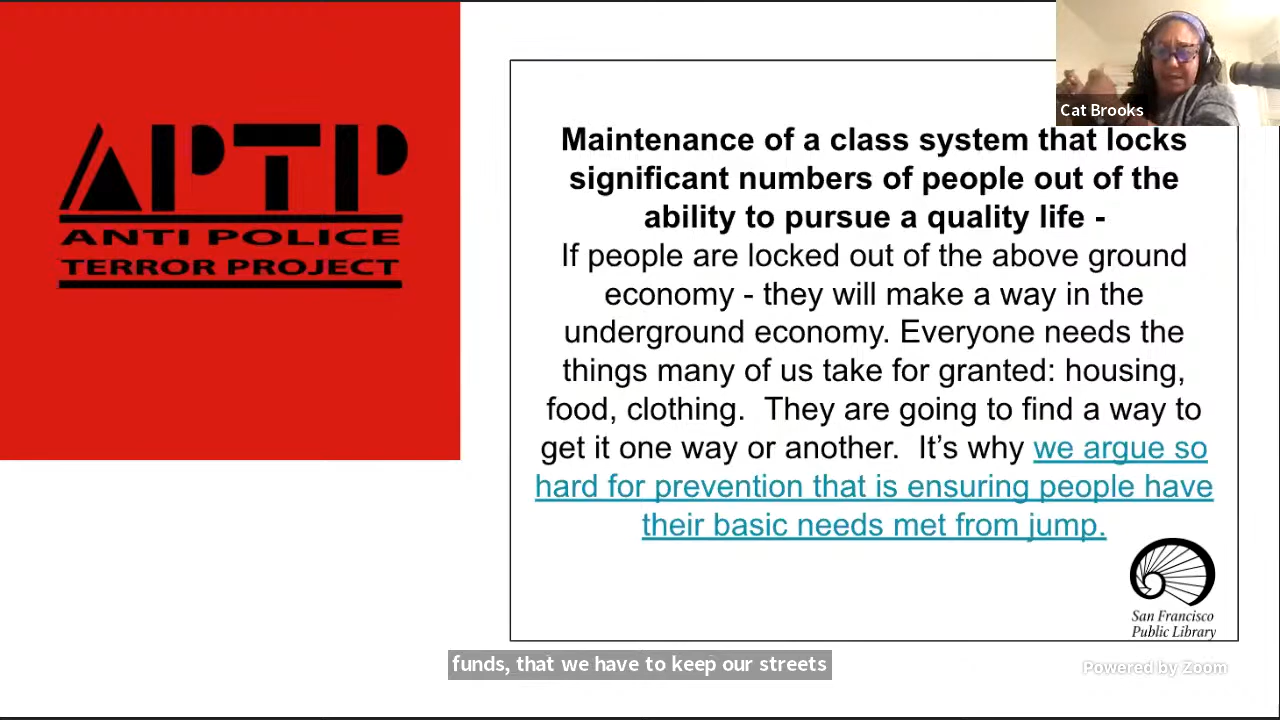 APTP
ANTI POLICE
TERROR PROJECT
Cat Brooks
Maintenance of a class system that locks
significant numbers of people out of the
ability to pursue a quality life -
If people are locked out of the above ground
economy - they will make a way in the
underground economy. Everyone needs the
things many of us take for granted: housing,
food, clothing.  They are going to find a way to
get it one way or another.  It’s why we argue so
hard for prevention that is ensuring people have
their basic needs met from jump.
San Francisco
Public Library
funds, that we have to keep our streets
Powered by Zoom